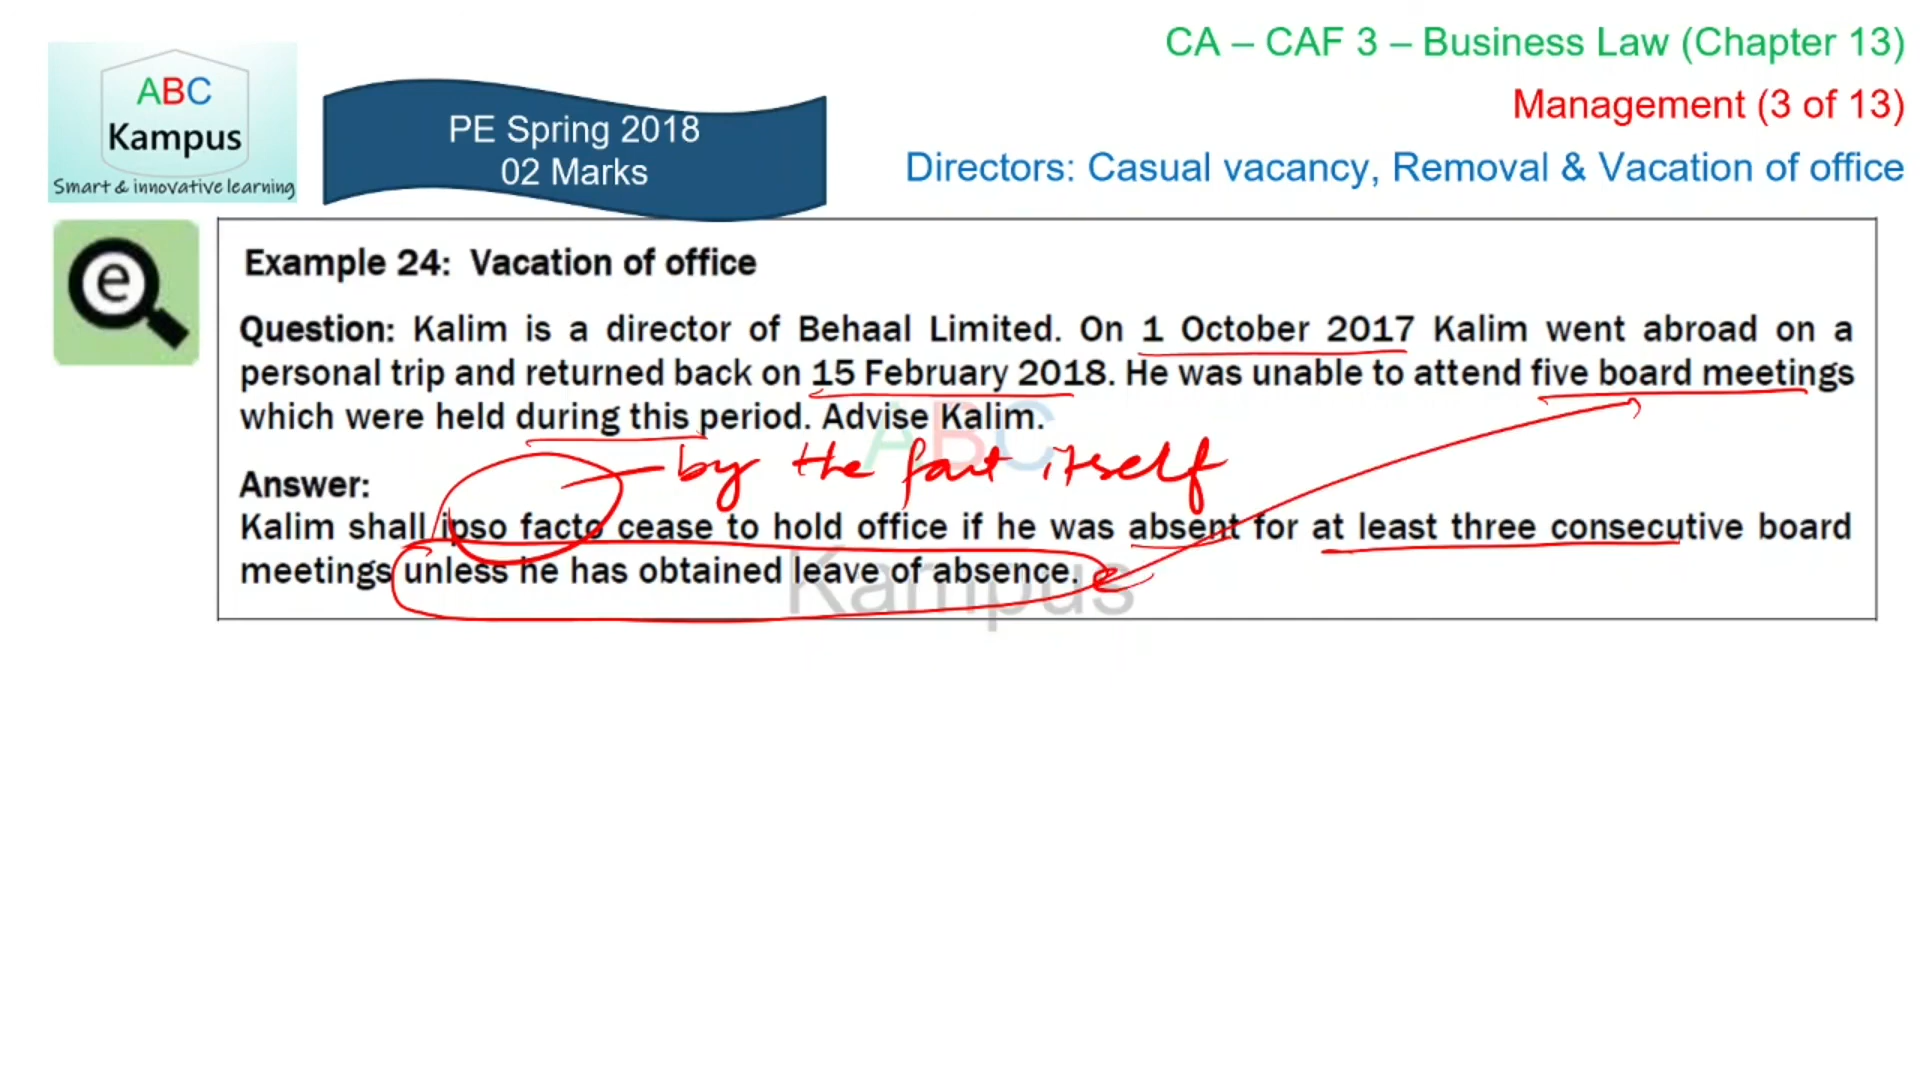 ABC
Kampus
Smart & innovative learning
PE Spring 2018
02 Marks
CA – CAF 3 – Business Law (Chapter 13)
Management (3 of 13)
Directors: Casual vacancy, Removal & Vacation of office
e
Example 24: Vacation of office
Question: Kalim is a director of Behaal Limited. On 1 October 2017 Kalim went abroad on a
personal trip and returned back on 15 February 2018. He was unable to attend five board meetings
which were held during this period. Advise Kalim.
ABC
by the fact itself
Answer:
Kalim shall ipso facto cease to hold office if he was absent for at least three consecutive board
meetings unless he has obtained leave of absence.
Kampus